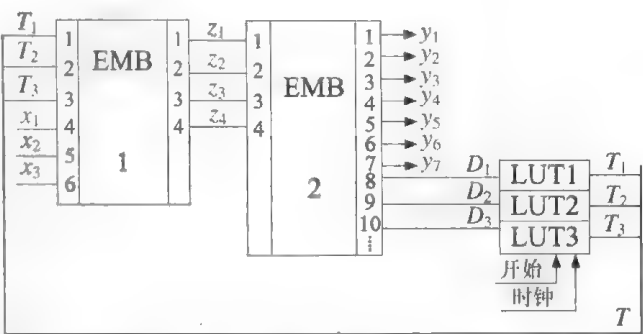 T₁ 1 EMB 1 z₁ 1 EMB 1 y₁
T₂ 2 2 z₂ 2 2 y₂
T₃ 3 3 z₃ 3 3 y₃
x₁ 4 4 z₄ 4 4 y₄
x₂ 5 5 y₅
x₃ 6 1 6 y₆
2 7 y₇
8 D₁ LUT1 T₁
9 D₂ LUT2 T₂
10 D₃ LUT3 T₃
开始
时钟
T